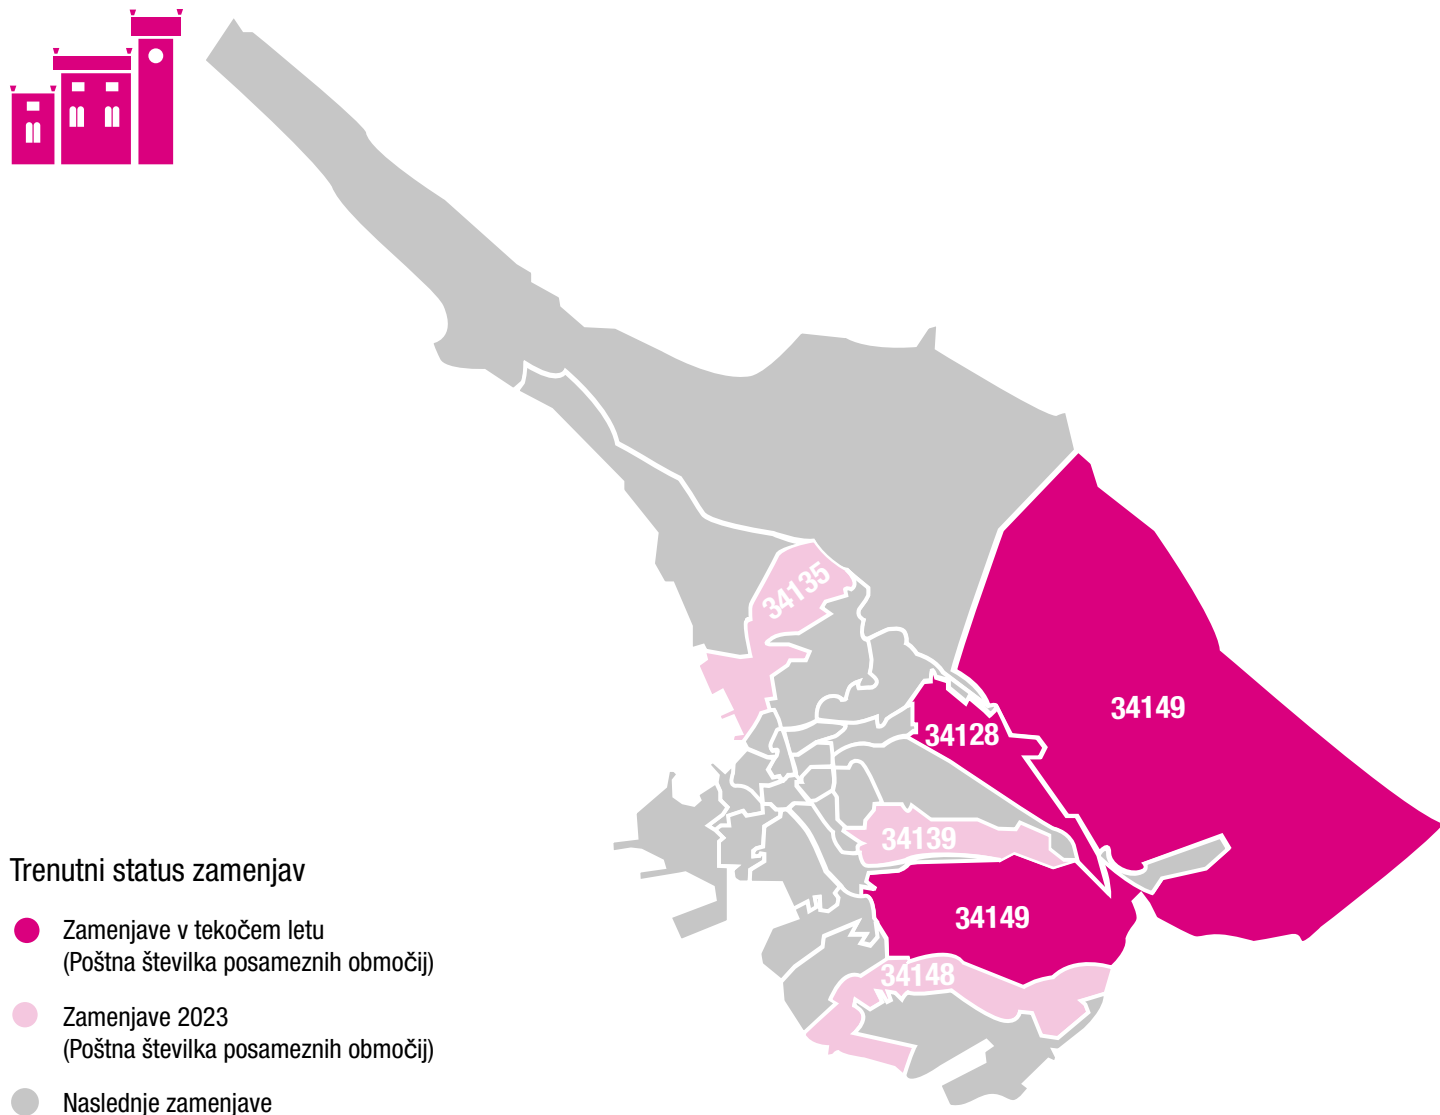 34135
34149
34128
34139
34149
34148
Trenutni status zamenjav
Zamenjave v tekočem letu
(Poštna številka posameznih območij)
Zamenjave 2023
(Poštna številka posameznih območij)
Naslednje zamenjave